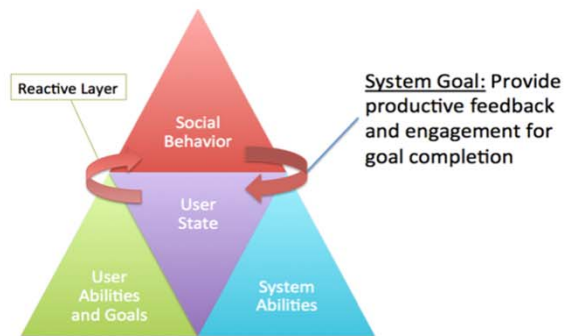 Reactive Layer
Social
Behavior
System Goal: Provide
productive feedback
and engagement for
goal completion
User
State
User
Abilities
and Goals
System
Abilities